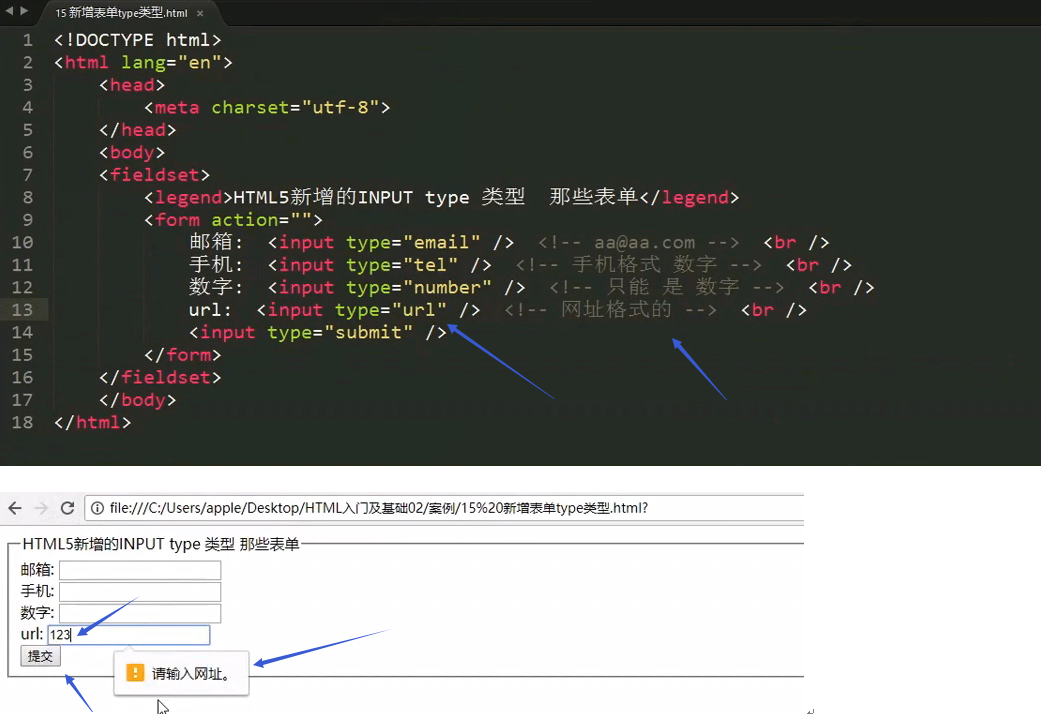 15 新增表单type类型.html ×
1 <!DOCTYPE html>
2 <html lang="en">
3 <head>
4 <meta charset="utf-8">
5 </head>
6 <body>
7 <fieldset>
8 <legend>HTML5新增的INPUT type 类型  那些表单</legend>
9 <form action="">
10 邮箱:  <input type="email" />  <!-- aa@aa.com -->  <br />
11 手机:  <input type="tel" />  <!-- 手机格式 数字 -->  <br />
12 数字:  <input type="number" />  <!-- 只能 是 数字 -->  <br />
13 url:  <input type="url" />  <!-- 网址格式的 -->  <br />
14 <input type="submit" />
15 </form>
16 </fieldset>
17 </body>
18 </html>
file:///C:/Users/apple/Desktop/HTML入门及基础02/案例/15%20新增表单type类型.html?
HTML5新增的INPUT type 类型 那些表单
邮箱:
手机:
数字:
url: 123
提交
请输入网址。